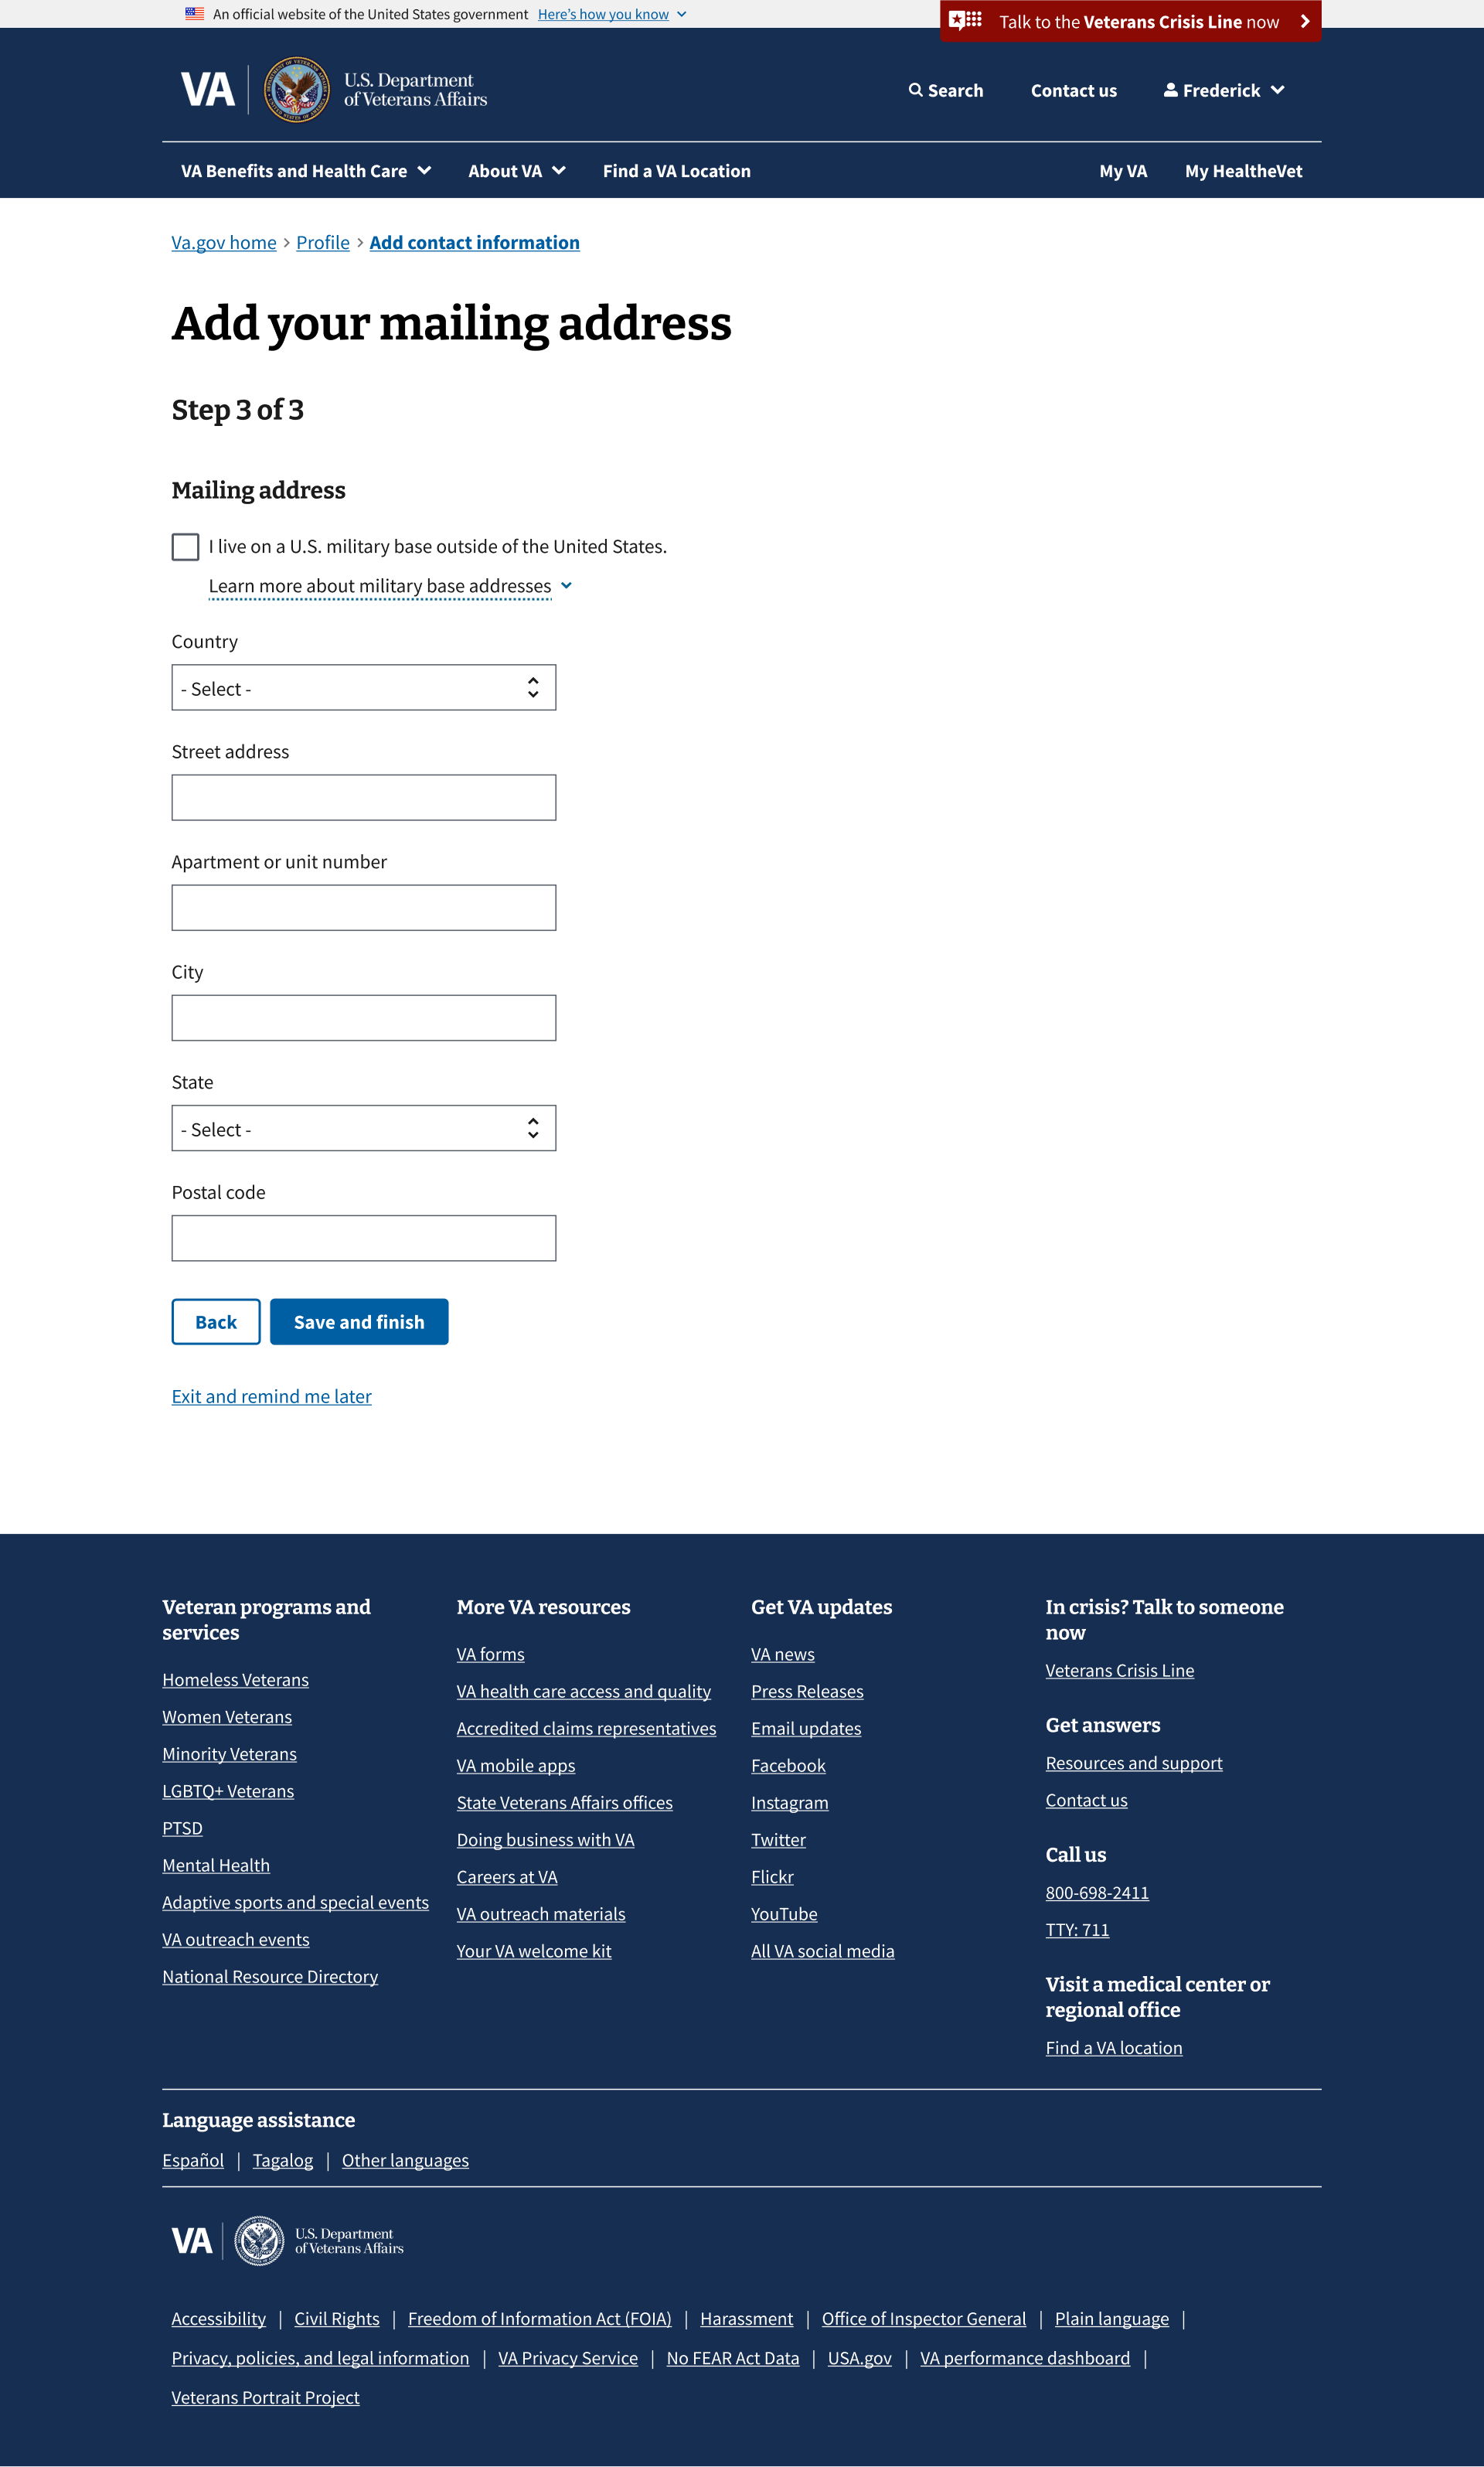 An official website of the United States government Here's how you know
Talk to the Veterans Crisis Line now
VA
U.S. Department
of Veterans Affairs
Search
Contact us
Frederick
VA Benefits and Health Care
About VA
Find a VA Location
My VA
My HealtheVet
Va.gov home › Profile › Add contact information
Add your mailing address
Step 3 of 3
Mailing address
I live on a U.S. military base outside of the United States.
Learn more about military base addresses
Country
- Select -
Street address
Apartment or unit number
City
State
- Select -
Postal code
Back
Save and finish
Exit and remind me later
Veteran programs and
services
Homeless Veterans
Women Veterans
Minority Veterans
LGBTQ+ Veterans
PTSD
Mental Health
Adaptive sports and special events
VA outreach events
National Resource Directory
More VA resources
VA forms
VA health care access and quality
Accredited claims representatives
VA mobile apps
State Veterans Affairs offices
Doing business with VA
Careers at VA
VA outreach materials
Your VA welcome kit
Get VA updates
VA news
Press Releases
Email updates
Facebook
Instagram
Twitter
Flickr
YouTube
All VA social media
In crisis? Talk to someone
now
Veterans Crisis Line
Get answers
Resources and support
Contact us
Call us
800-698-2411
TTY: 711
Visit a medical center or
regional office
Find a VA location
Language assistance
Español | Tagalog | Other languages
VA
U.S. Department
of Veterans Affairs
Accessibility | Civil Rights | Freedom of Information Act (FOIA) | Harassment | Office of Inspector General | Plain language |
Privacy, policies, and legal information | VA Privacy Service | No FEAR Act Data | USA.gov | VA performance dashboard |
Veterans Portrait Project